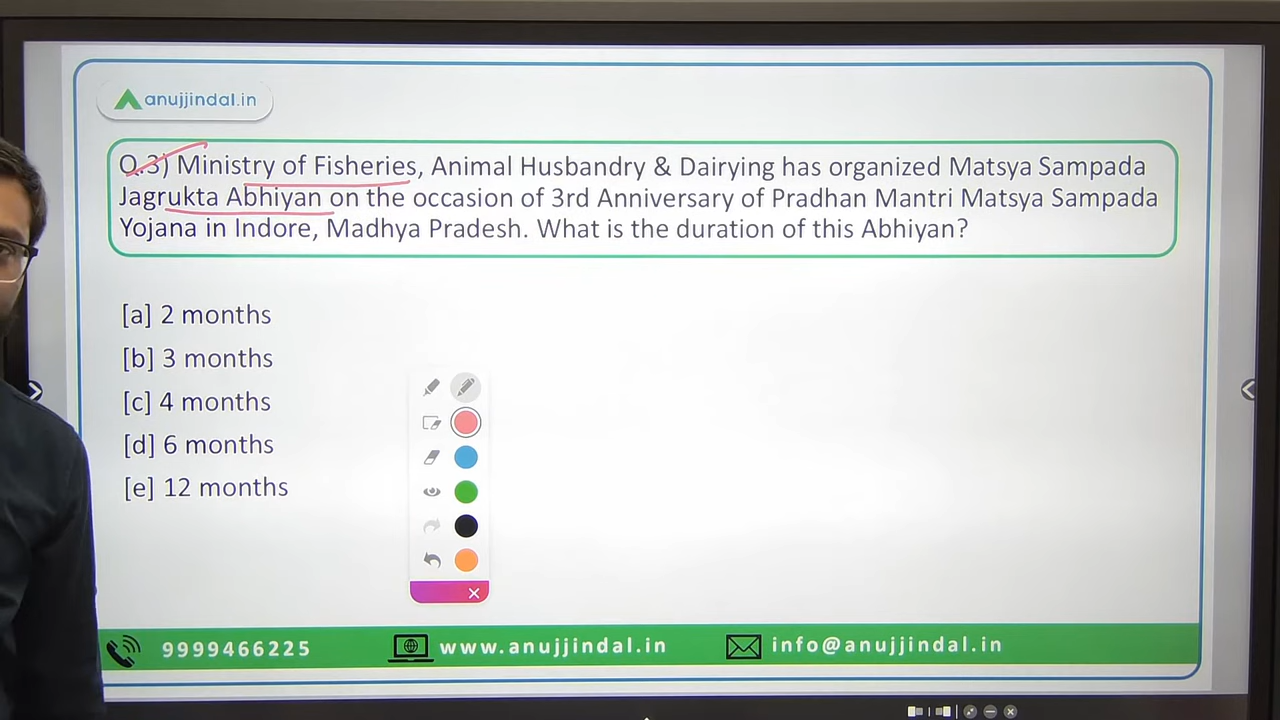 anujjindal.in
Q.3) Ministry of Fisheries, Animal Husbandry & Dairying has organized Matsya Sampada
Jagrukta Abhiyan on the occasion of 3rd Anniversary of Pradhan Mantri Matsya Sampada
Yojana in Indore, Madhya Pradesh. What is the duration of this Abhiyan?
[a] 2 months
[b] 3 months
[c] 4 months
[d] 6 months
[e] 12 months
9999466225 www.anujjindal.in info@anujjindal.in